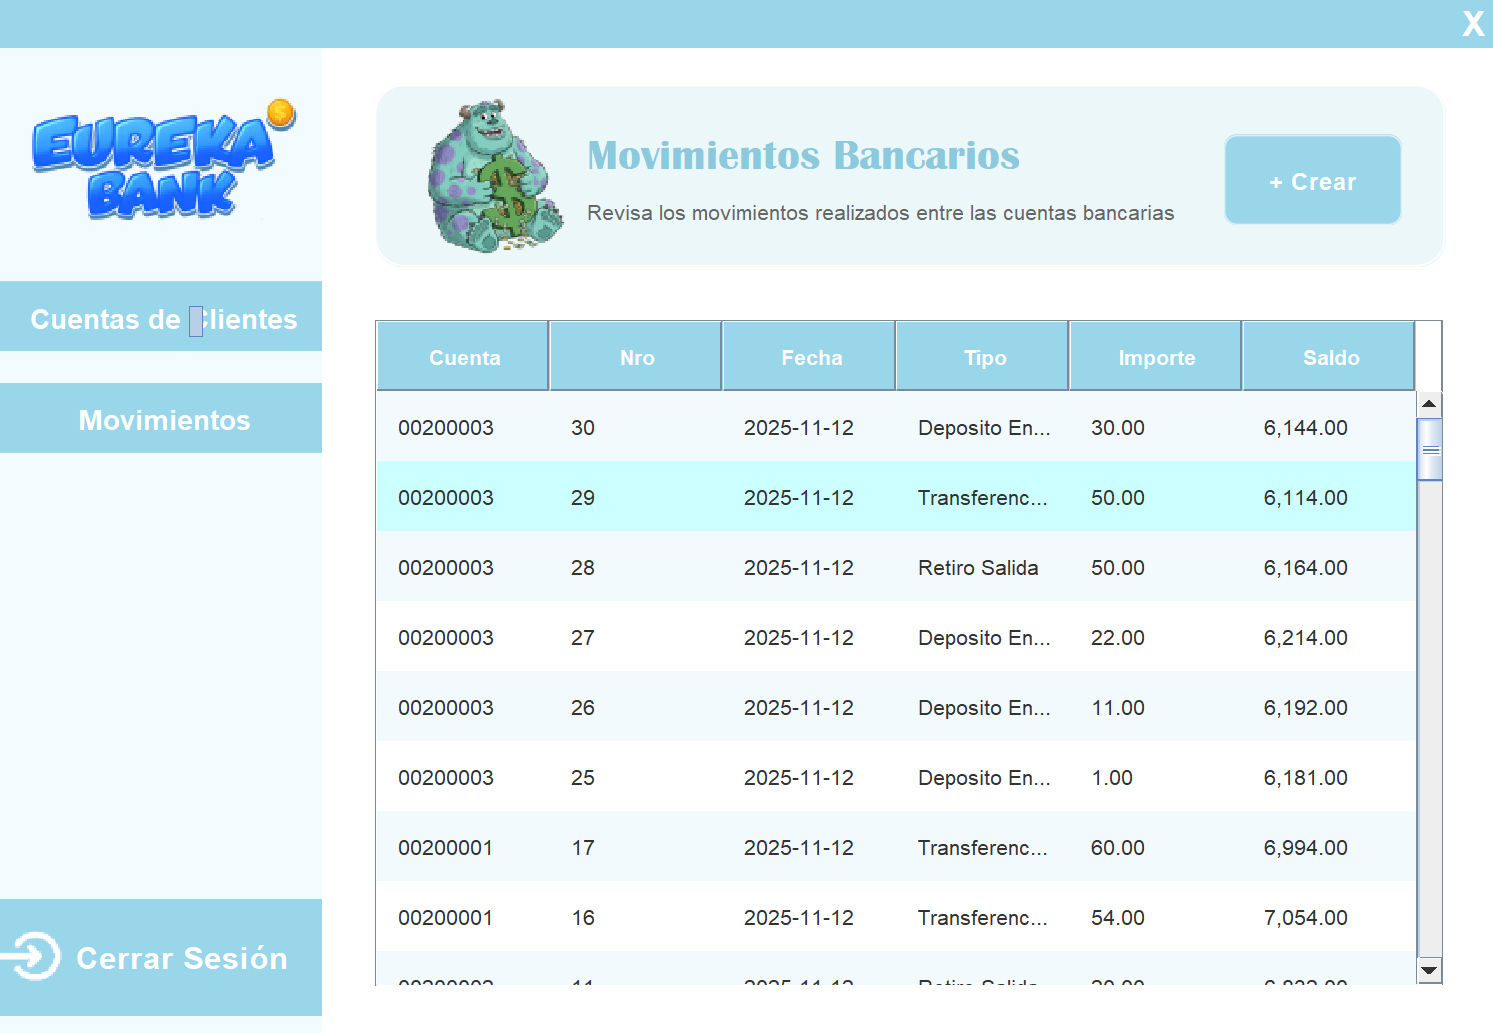 X
EUREKA
BANK
Movimientos Bancarios
Revisa los movimientos realizados entre las cuentas bancarias
+ Crear
Cuentas de Clientes
Movimientos
Cerrar Sesión
Cuenta Nro Fecha Tipo Importe Saldo
00200003 30 2025-11-12 Deposito En... 30.00 6,144.00
00200003 29 2025-11-12 Transferenc... 50.00 6,114.00
00200003 28 2025-11-12 Retiro Salida 50.00 6,164.00
00200003 27 2025-11-12 Deposito En... 22.00 6,214.00
00200003 26 2025-11-12 Deposito En... 11.00 6,192.00
00200003 25 2025-11-12 Deposito En... 1.00 6,181.00
00200001 17 2025-11-12 Transferenc... 60.00 6,994.00
00200001 16 2025-11-12 Transferenc... 54.00 7,054.00